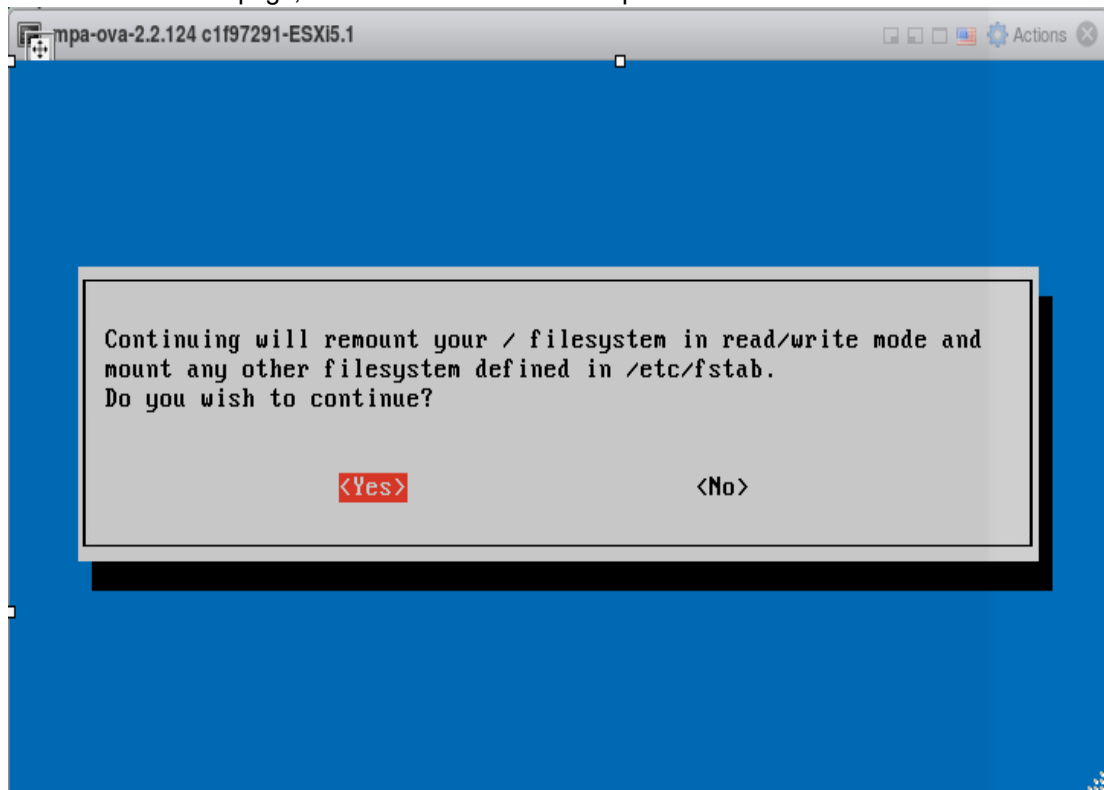 mpa-ova-2.2.124 c1f97291-ESXi5.1 Actions
Continuing will remount your / filesystem in read/write mode and
mount any other filesystem defined in /etc/fstab.
Do you wish to continue?
<Yes> <No>